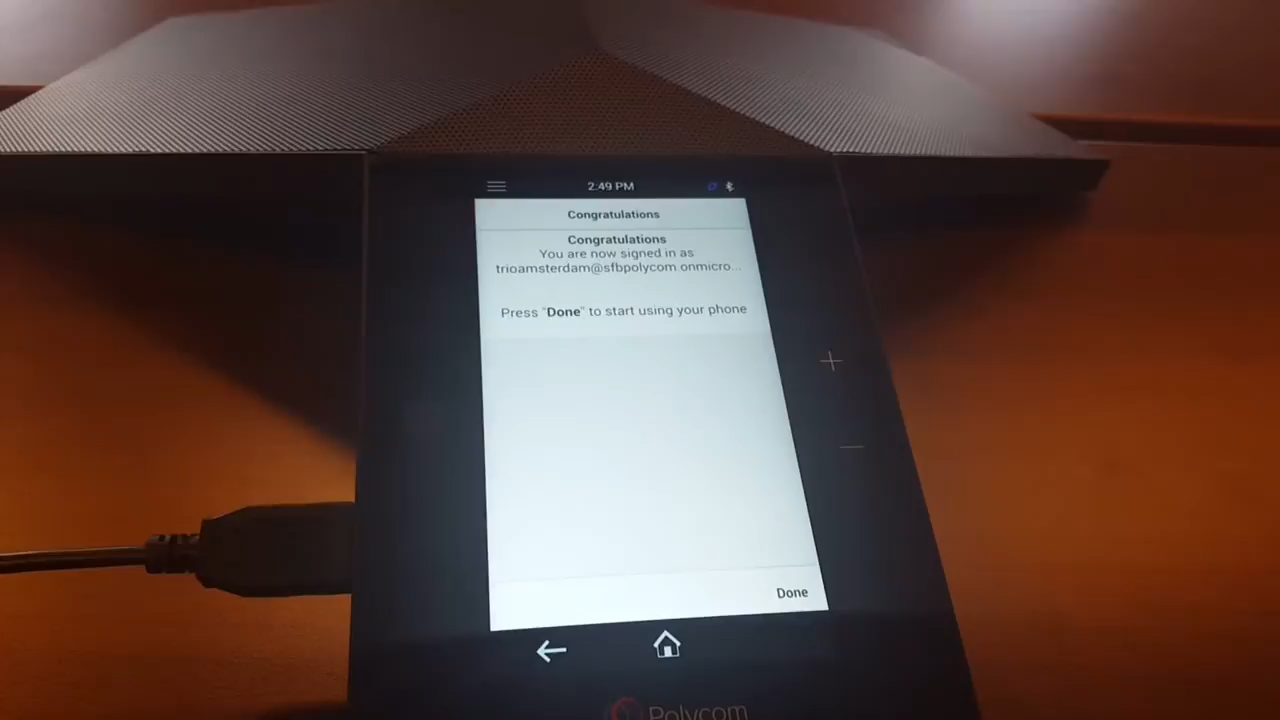 2:49 PM
Congratulations
Congratulations
You are now signed in as
trioamsterdam@sfbpolycom.onmicro...
Press "Done" to start using your phone
Done
Polycom